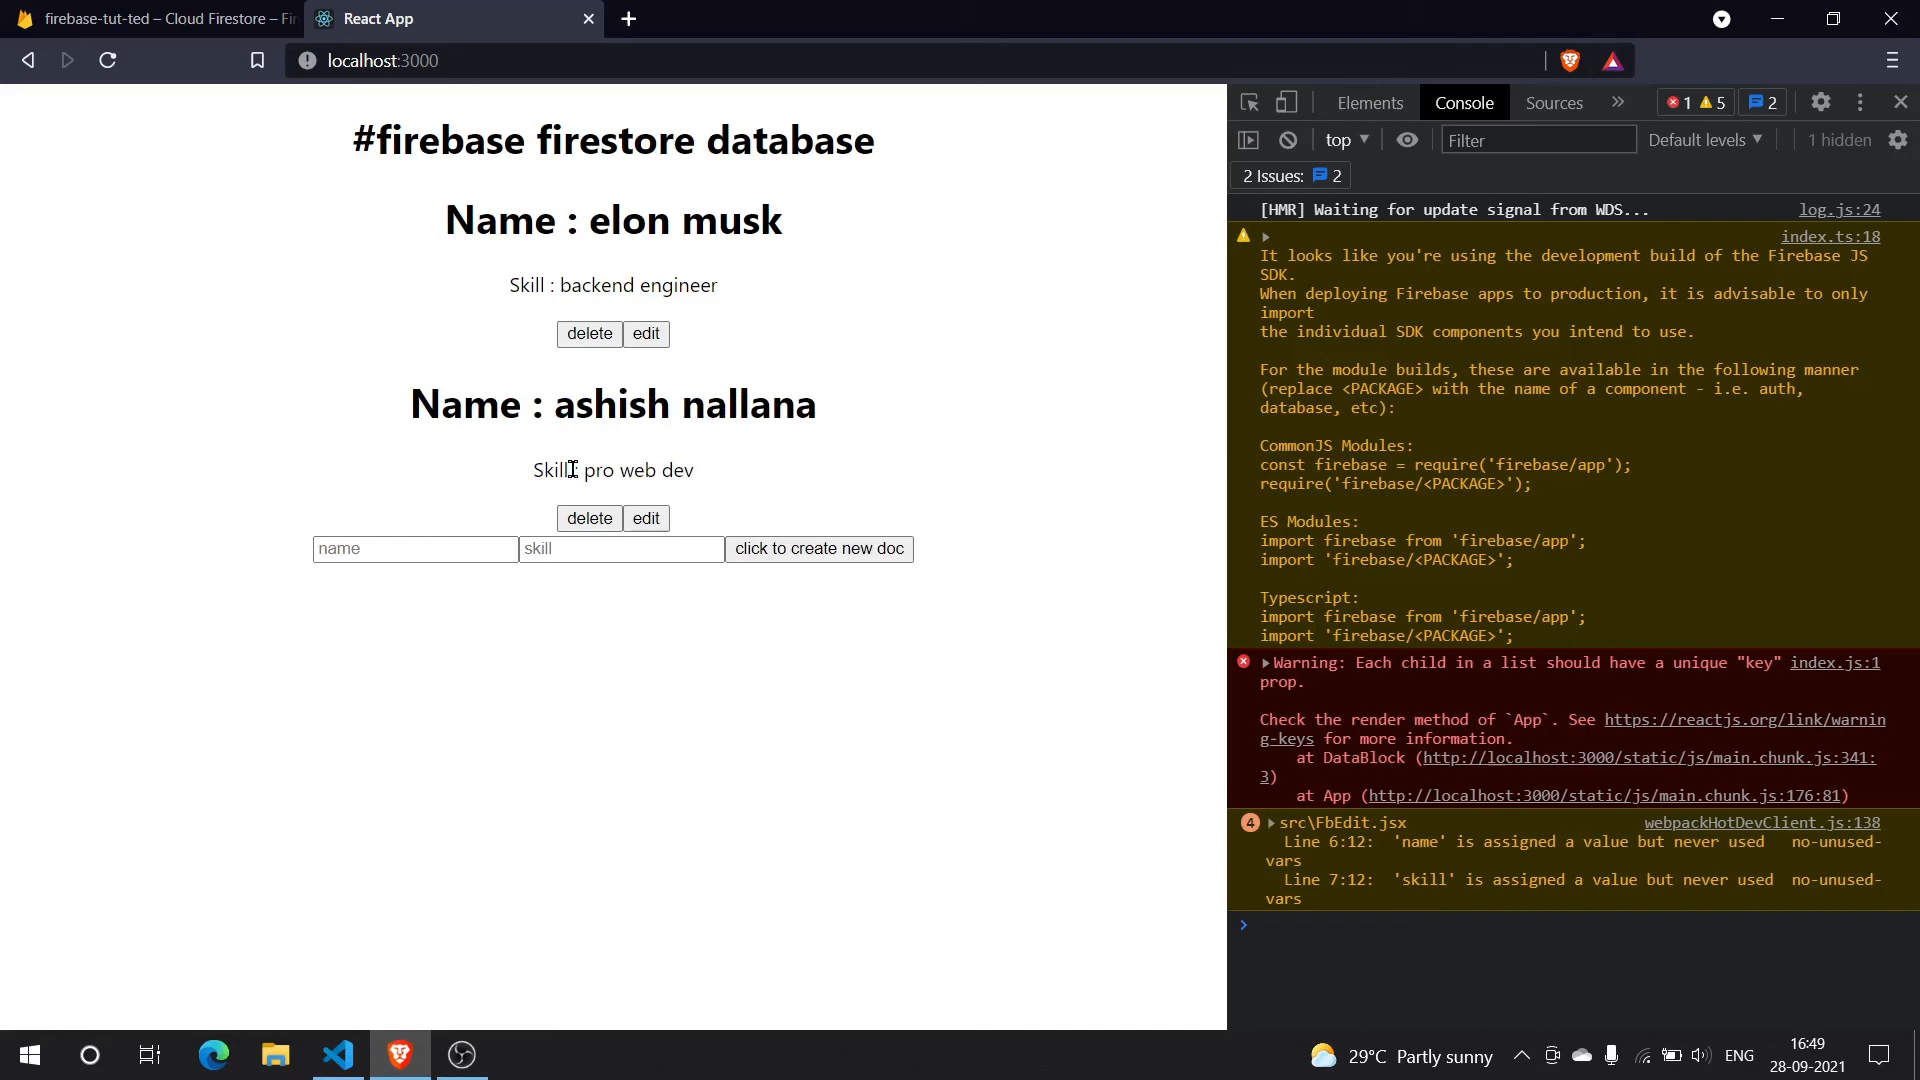 firebase-tut-ted – Cloud Firestore – Fir
React App
localhost:3000
#firebase firestore database
Name : elon musk
Skill : backend engineer
delete
edit
Name : ashish nallana
Skill : pro web dev
delete
edit
name
skill
click to create new doc
Elements
Console
Sources
1
5
2
top
Filter
Default levels
1 hidden
2 Issues:
2
[HMR] Waiting for update signal from WDS...
log.js:24
index.ts:18
It looks like you're using the development build of the Firebase JS
SDK.
When deploying Firebase apps to production, it is advisable to only
import
the individual SDK components you intend to use.
For the module builds, these are available in the following manner
(replace <PACKAGE> with the name of a component - i.e. auth,
database, etc):
CommonJS Modules:
const firebase = require('firebase/app');
require('firebase/<PACKAGE>');
ES Modules:
import firebase from 'firebase/app';
import 'firebase/<PACKAGE>';
Typescript:
import firebase from 'firebase/app';
import 'firebase/<PACKAGE>';
Warning: Each child in a list should have a unique "key"
index.js:1
prop.
Check the render method of `App`. See https://reactjs.org/link/warnin
g-keys for more information.
at DataBlock (http://localhost:3000/static/js/main.chunk.js:341:
3)
at App (http://localhost:3000/static/js/main.chunk.js:176:81)
4
src\FbEdit.jsx
webpackHotDevClient.js:138
Line 6:12: 'name' is assigned a value but never used no-unused-
vars
Line 7:12: 'skill' is assigned a value but never used no-unused-
vars
29°C Partly sunny
ENG
16:49
28-09-2021